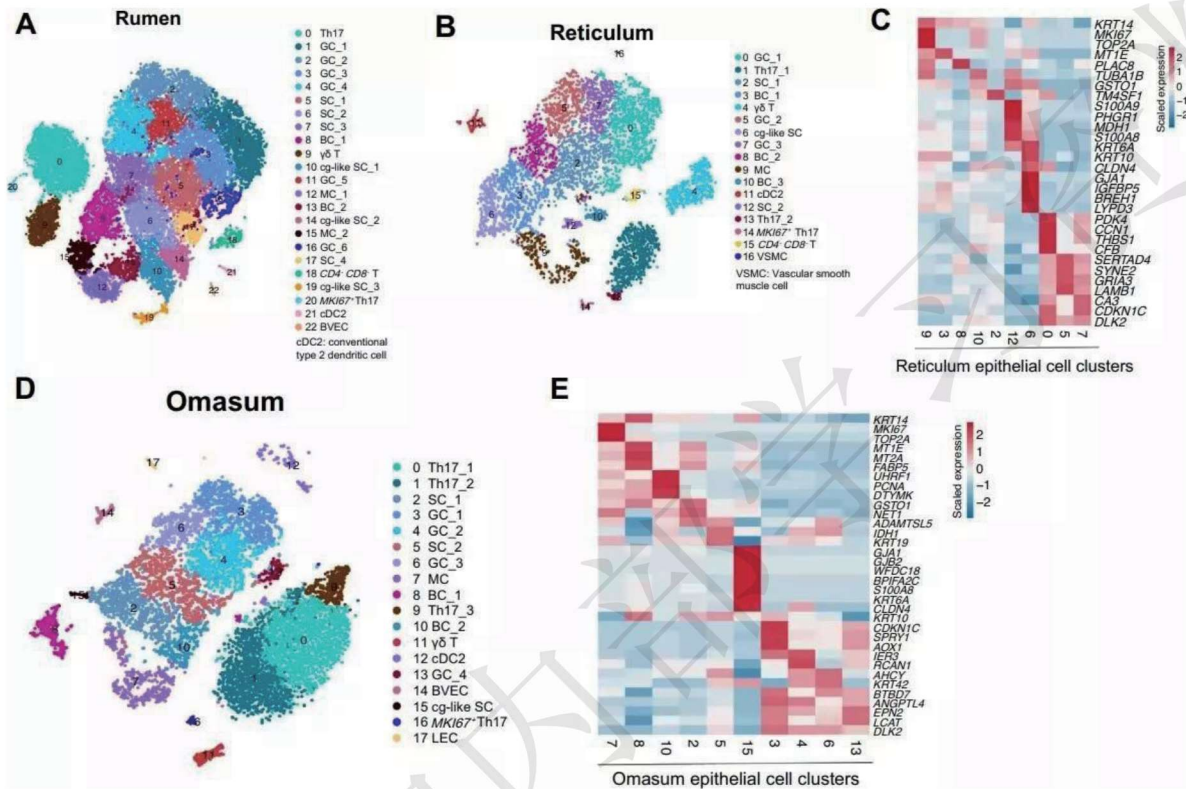 A
Rumen
0 Th17
1 GC_1
2 GC_2
3 GC_3
4 GC_4
5 SC_1
6 SC_2
7 SC_3
8 BC_1
9 γδ T
10 cg-like SC_1
11 GC_5
12 MC_1
13 BC_2
14 cg-like SC_2
15 MC_2
16 GC_6
17 SC_4
18 CD4⁻CD8⁻ T
19 cg-like SC_3
20 MKI67⁺Th17
21 cDC2
22 BVEC
cDC2: conventional
type 2 dendritic cell
B
Reticulum
0 GC_1
1 Th17_1
2 SC_1
3 BC_1
4 γδ T
5 GC_2
6 cg-like SC
7 GC_3
8 BC_2
9 MC
10 BC_3
11 cDC2
12 SC_2
13 Th17_2
14 MKI67⁺ Th17
15 CD4⁻CD8⁻T
16 VSMC
VSMC: Vascular smooth
muscle cell
C
KRT14
MKI67
TOP2A
MT1E
PLAC8
TUBA1B
GSTO1
TM4SF1
S100A9
PHGR1
MDH1
S100A8
KRT6A
KRT10
CLDN4
GJA1
IGFBP5
BREH1
LYPD3
PDK4
CCN1
THBS1
CFB
SERTAD4
SYNE2
GRIA3
LAMB1
CA3
CDKN1C
DLK2
Scaled expression
2
1
0
−1
−2
9 3 8 10 2 12 6 0 5 7
Reticulum epithelial cell clusters
D
Omasum
0 Th17_1
1 Th17_2
2 SC_1
3 GC_1
4 GC_2
5 SC_2
6 GC_3
7 MC
8 BC_1
9 Th17_3
10 BC_2
11 γδ T
12 cDC2
13 GC_4
14 BVEC
15 cg-like SC
16 MKI67⁺Th17
17 LEC
E
KRT14
MKI67
TOP2A
MT1E
MT2A
FABP5
UHRF1
PCNA
DTYMK
GSTO1
NET1
ADAMTSL5
IDH1
KRT19
GJA1
GJB2
WFDC18
BPIFA2C
S100A8
KRT6A
CLDN4
KRT10
CDKN1C
SPRY1
AOX1
IER3
RCAN1
AHCY
KRT42
BTBD7
ANGPTL4
EPN2
LCAT
DLK2
Scaled expression
2
1
0
−1
−2
7 8 10 2 5 15 3 4 6 13
Omasum epithelial cell clusters